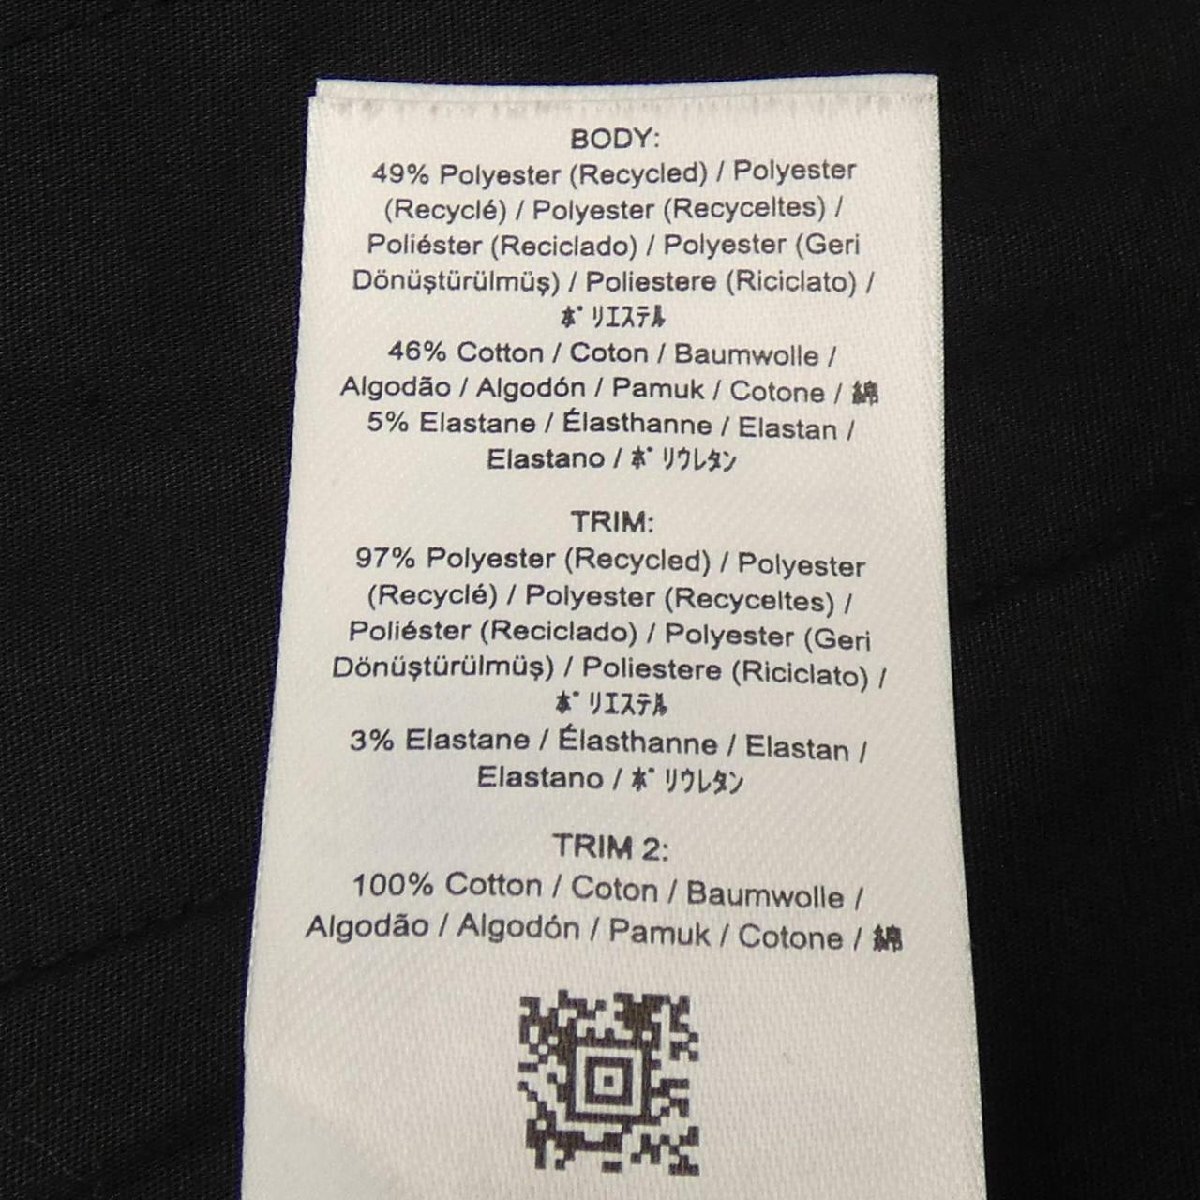 BODY:
49% Polyester (Recycled) / Polyester
(Recyclé) / Polyester (Recyceltes) /
Poliéster (Reciclado) / Polyester (Geri
Dönüştürülmüş) / Poliestere (Riciclato) /
ポリエステル
46% Cotton / Coton / Baumwolle /
Algodão / Algodón / Pamuk / Cotone / 綿
5% Elastane / Élasthanne / Elastan /
Elastano / ポリウレタン
TRIM:
97% Polyester (Recycled) / Polyester
(Recyclé) / Polyester (Recyceltes) /
Poliéster (Reciclado) / Polyester (Geri
Dönüştürülmüş) / Poliestere (Riciclato) /
ポリエステル
3% Elastane / Élasthanne / Elastan /
Elastano / ポリウレタン
TRIM 2:
100% Cotton / Coton / Baumwolle /
Algodão / Algodón / Pamuk / Cotone / 綿